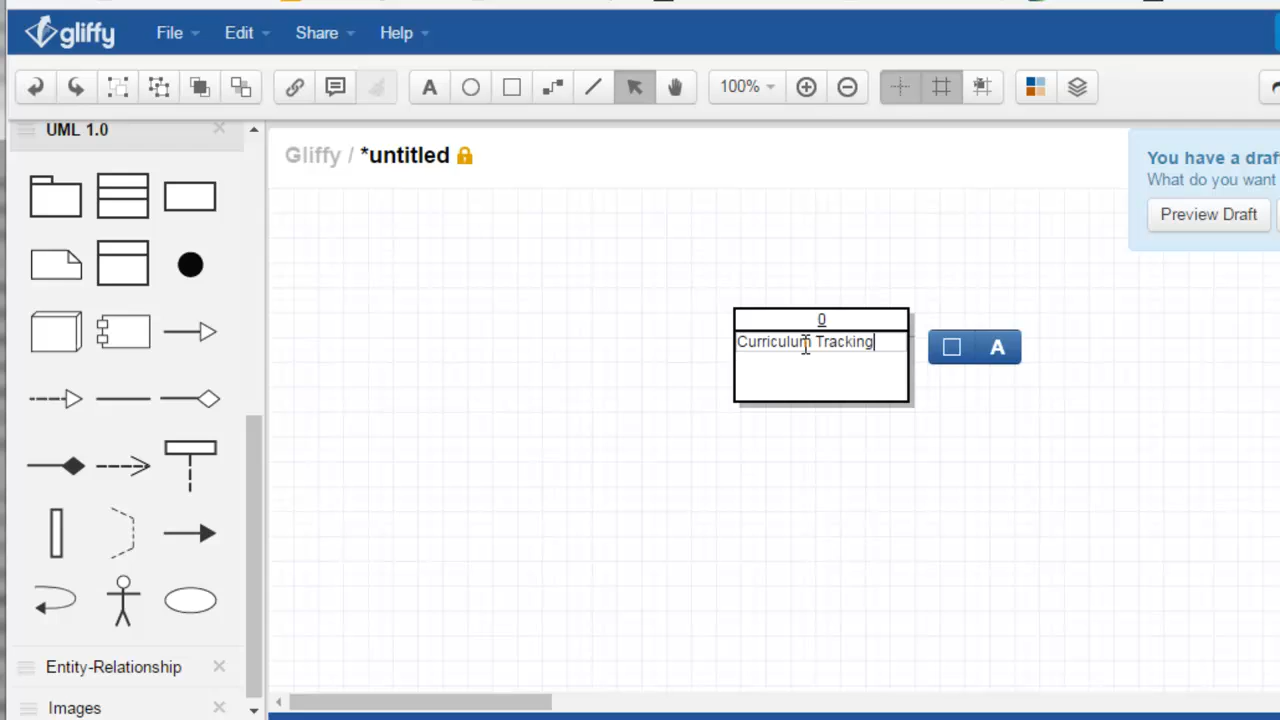 gliffy File Edit Share Help
A 100%
UML 1.0
Gliffy / *untitled
You have a draf
What do you want
Preview Draft
0
Curriculum Tracking
A
Entity-Relationship
Images